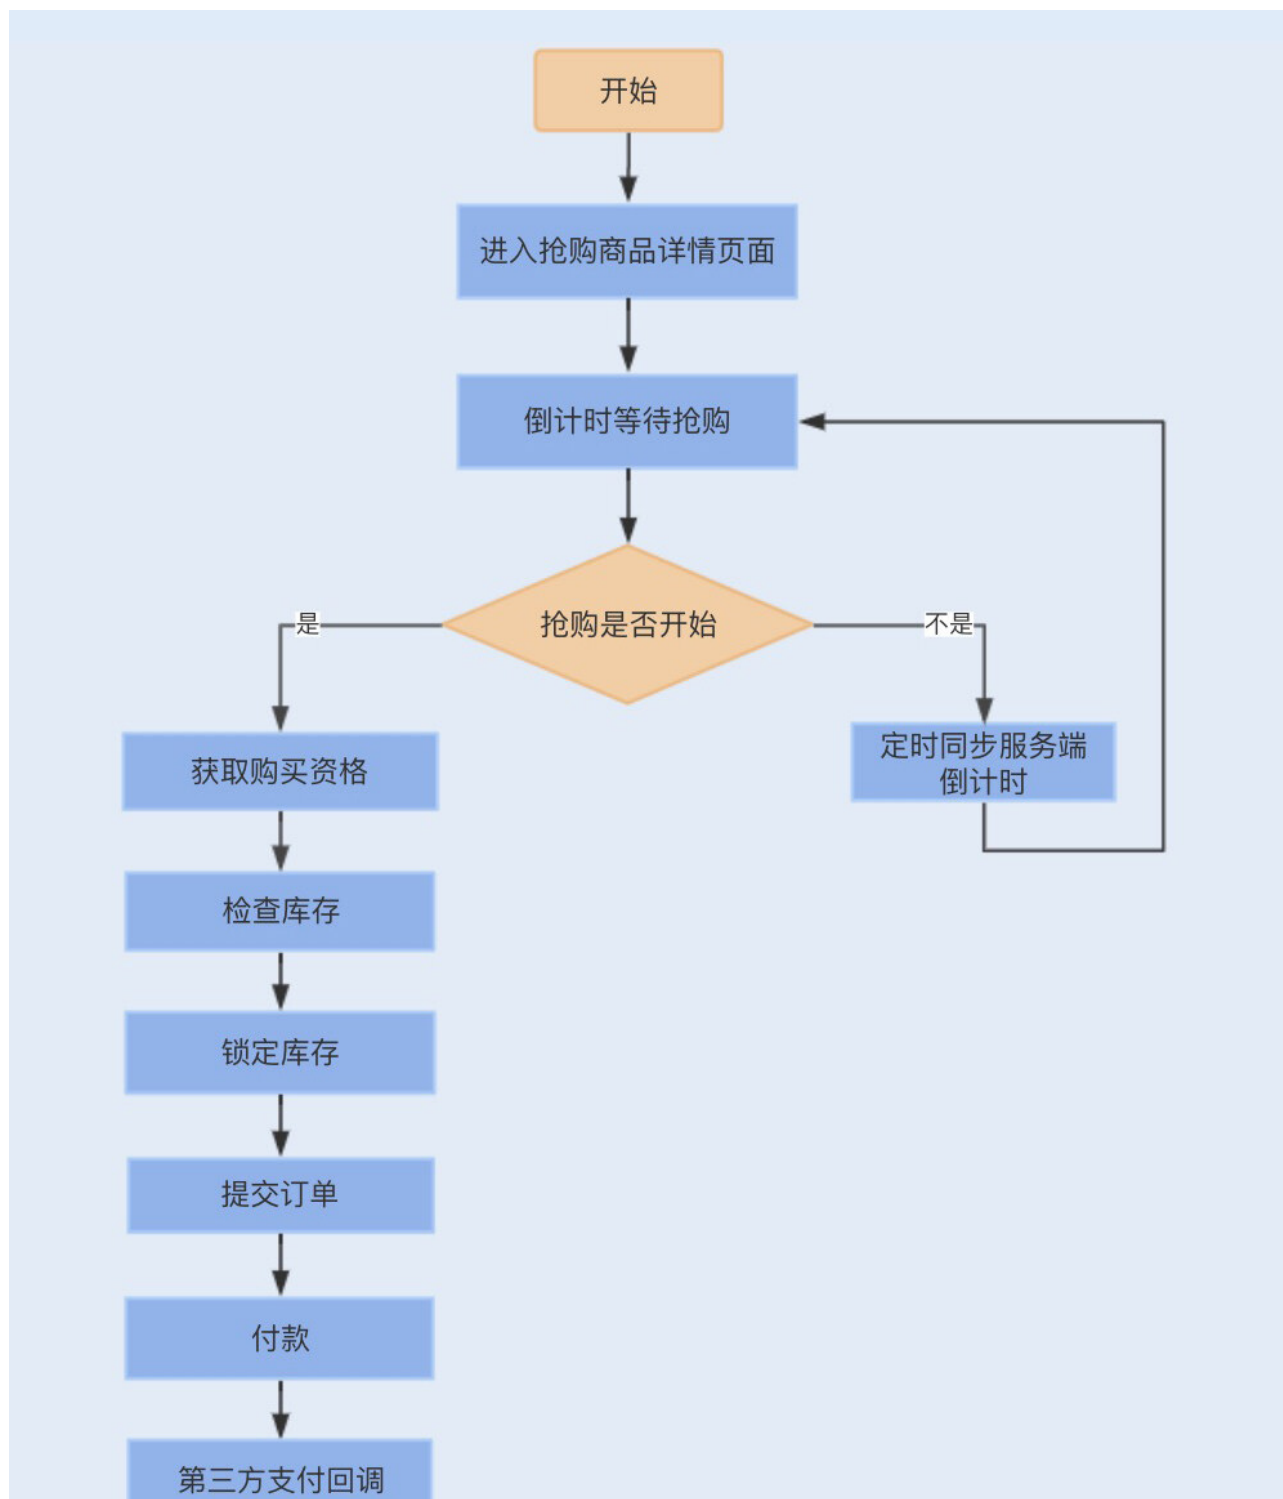 开始
进入抢购商品详情页面
倒计时等待抢购
抢购是否开始
是
不是
获取购买资格
定时同步服务端
倒计时
检查库存
锁定库存
提交订单
付款
第三方支付回调